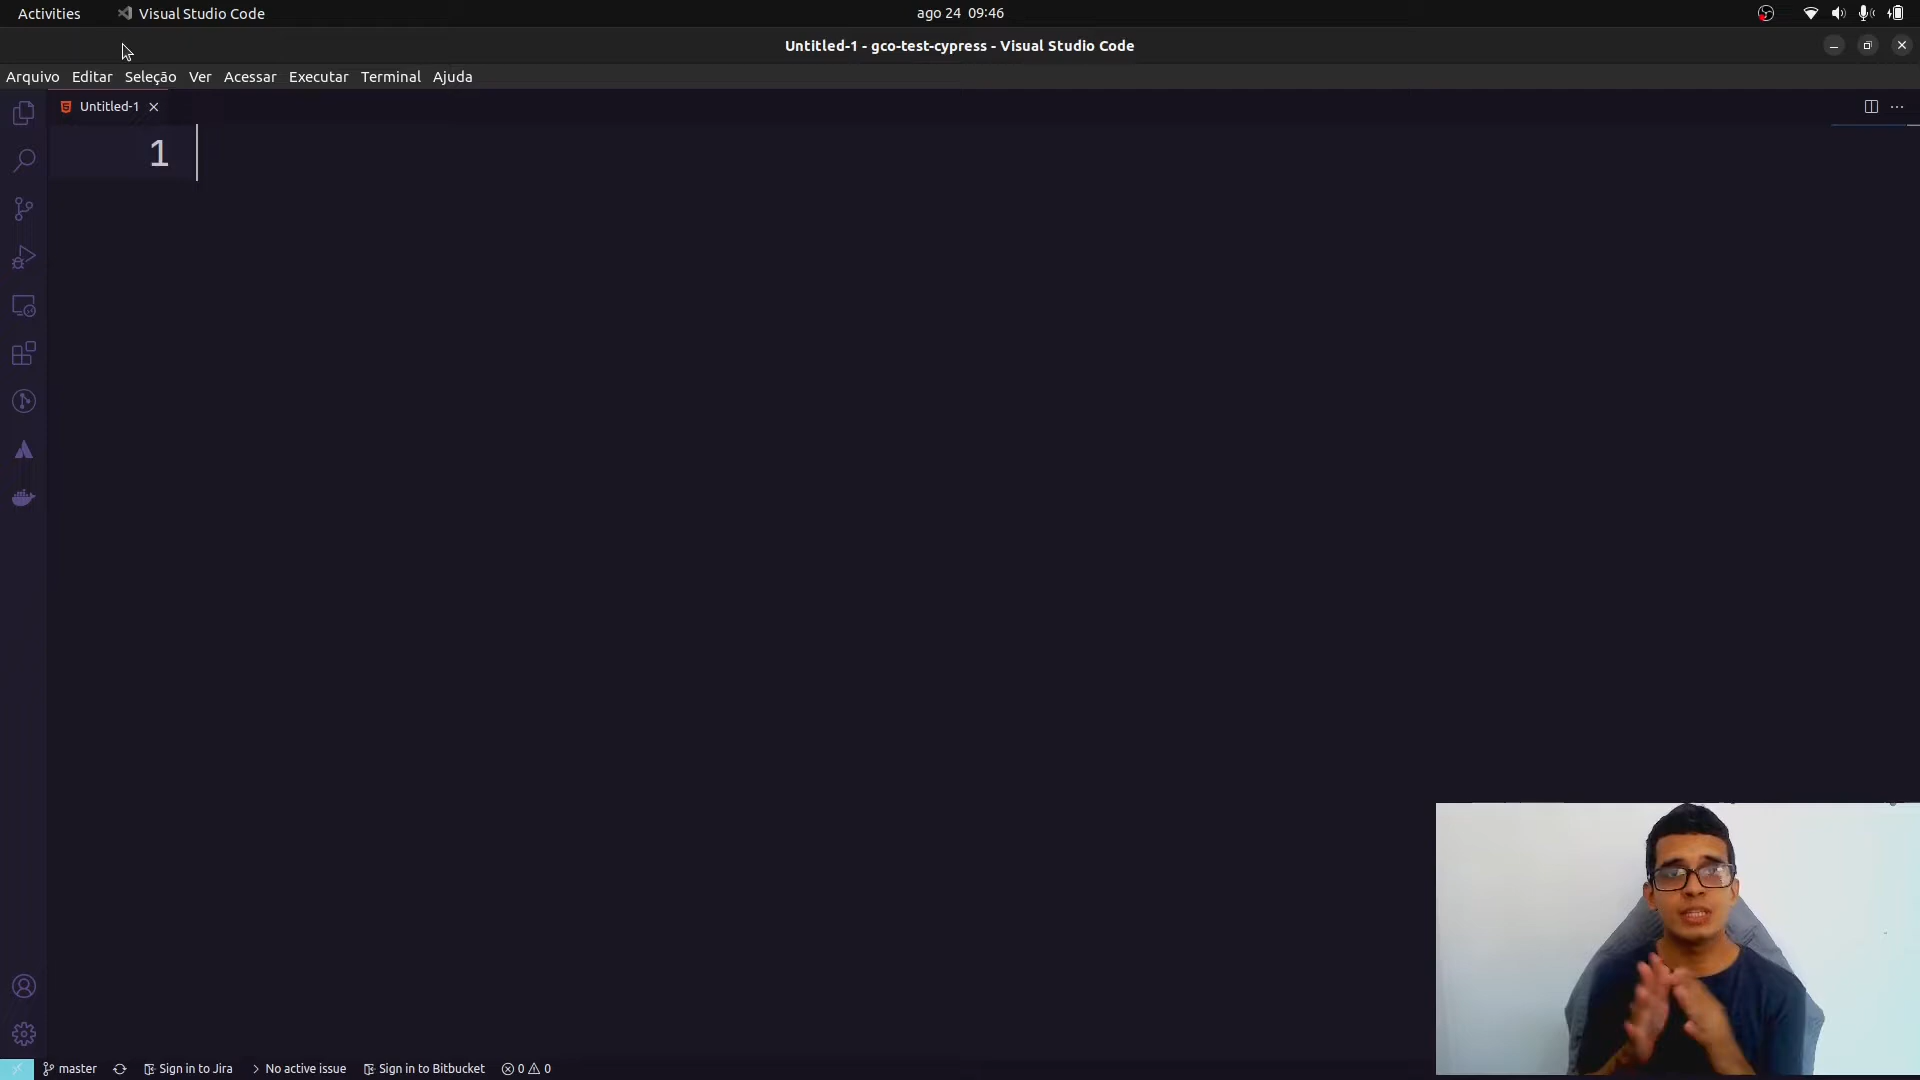 Activities
Visual Studio Code
ago 24 09:46
Untitled-1 - gco-test-cypress - Visual Studio Code
Arquivo Editar Seleção Ver Acessar Executar Terminal Ajuda
Untitled-1
1
master
Sign in to Jira
No active issue
Sign in to Bitbucket
0 0